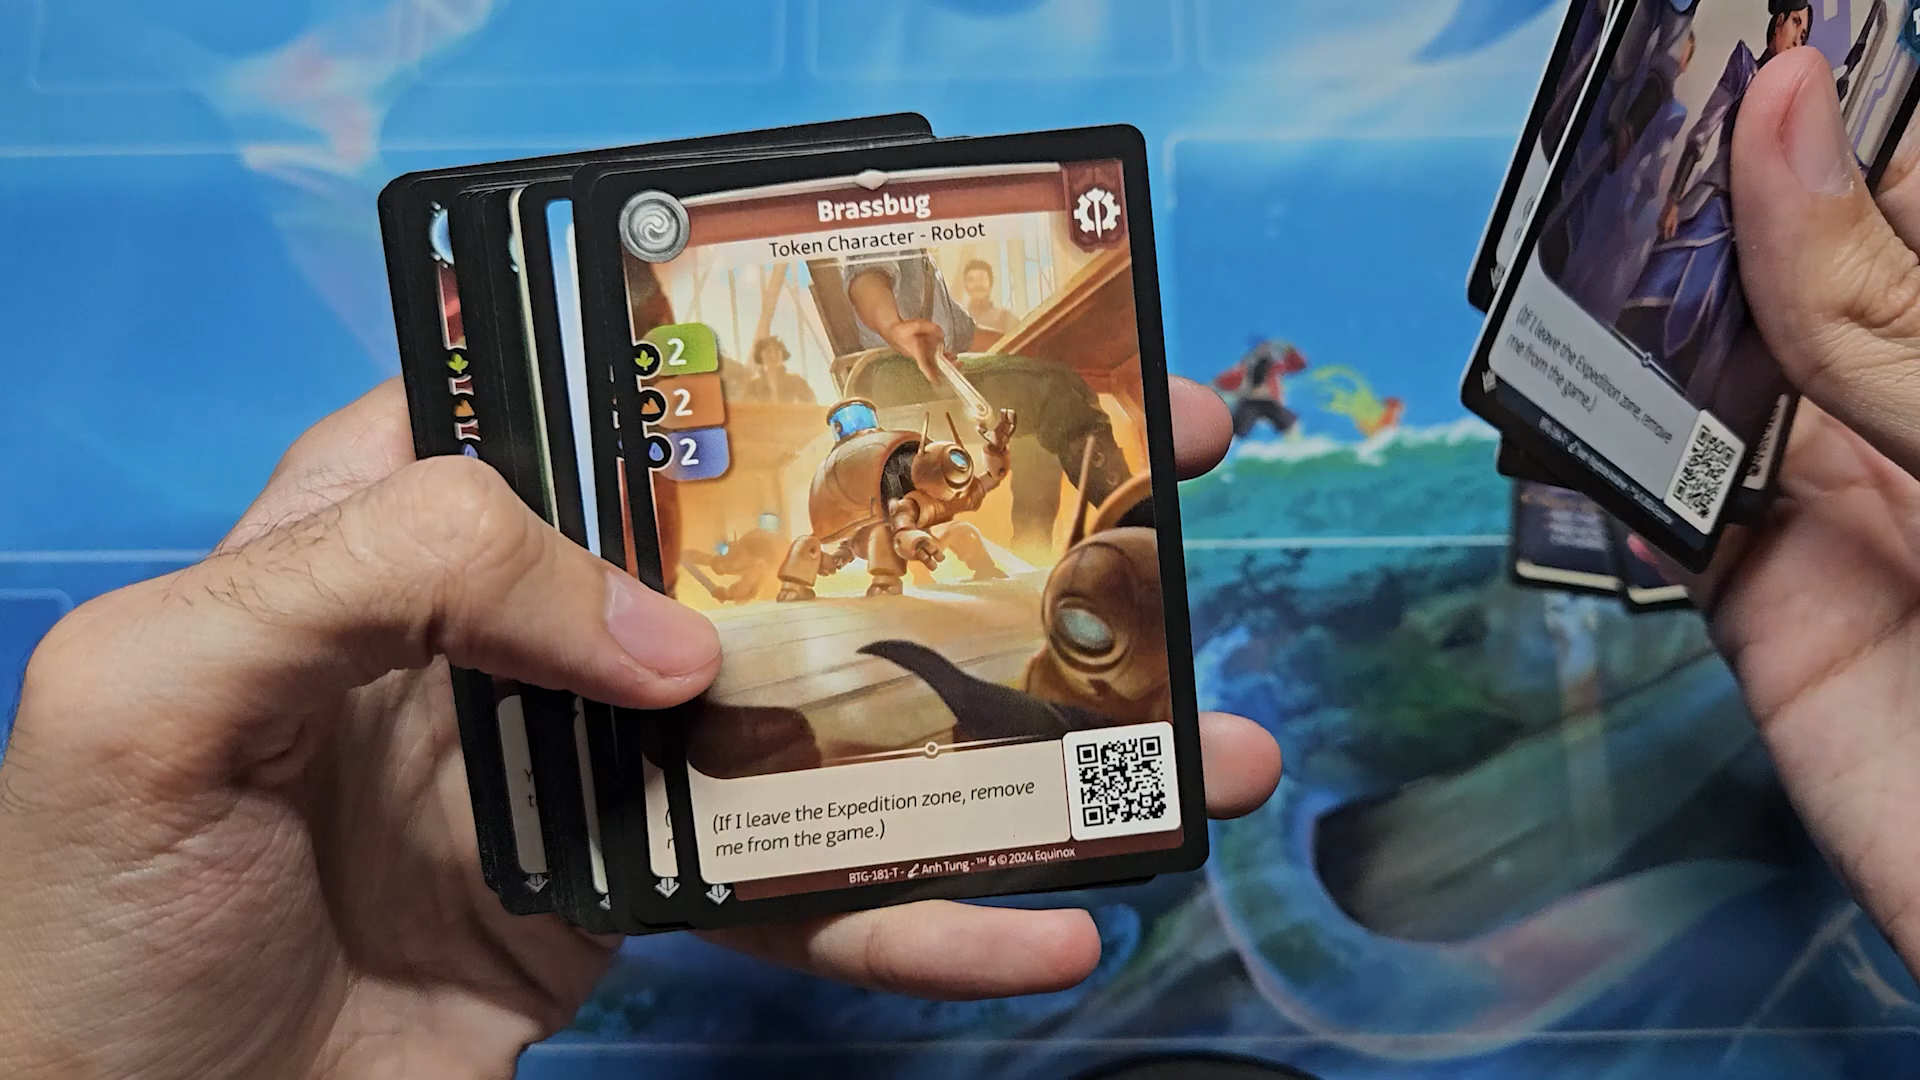 Brassbug
Token Character - Robot
2
2
2
(If I leave the Expedition zone, remove
me from the game.)
BTG-181-T - Anh Tung - ™ & © 2024 Equinox
(If I leave the Expedition zone, remove
me from the game.)